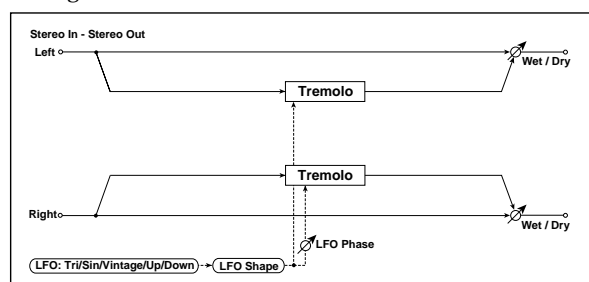 Stereo In - Stereo Out
Left
Wet / Dry
Tremolo
Tremolo
Right
Wet / Dry
LFO Phase
LFO: Tri/Sin/Vintage/Up/Down
LFO Shape